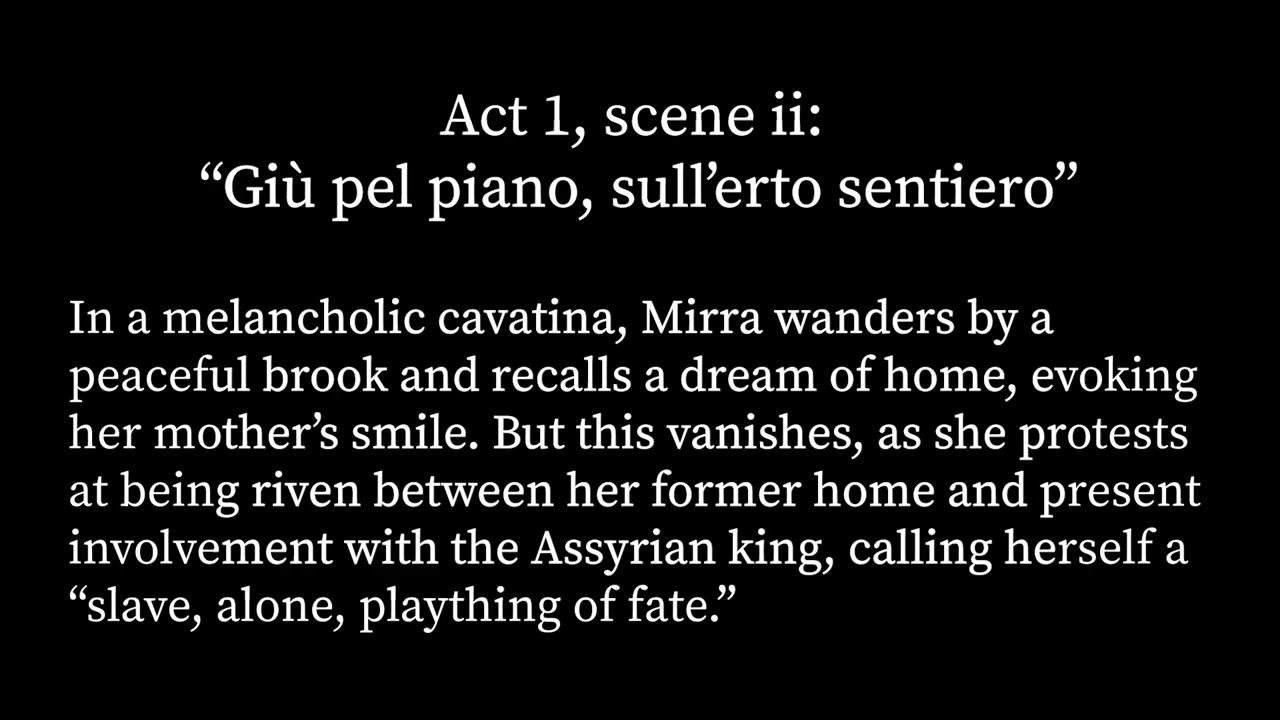 Act 1, scene ii:
“Giù pel piano, sull’erto sentiero”
In a melancholic cavatina, Mirra wanders by a
peaceful brook and recalls a dream of home, evoking
her mother’s smile. But this vanishes, as she protests
at being riven between her former home and present
involvement with the Assyrian king, calling herself a
“slave, alone, plaything of fate.”